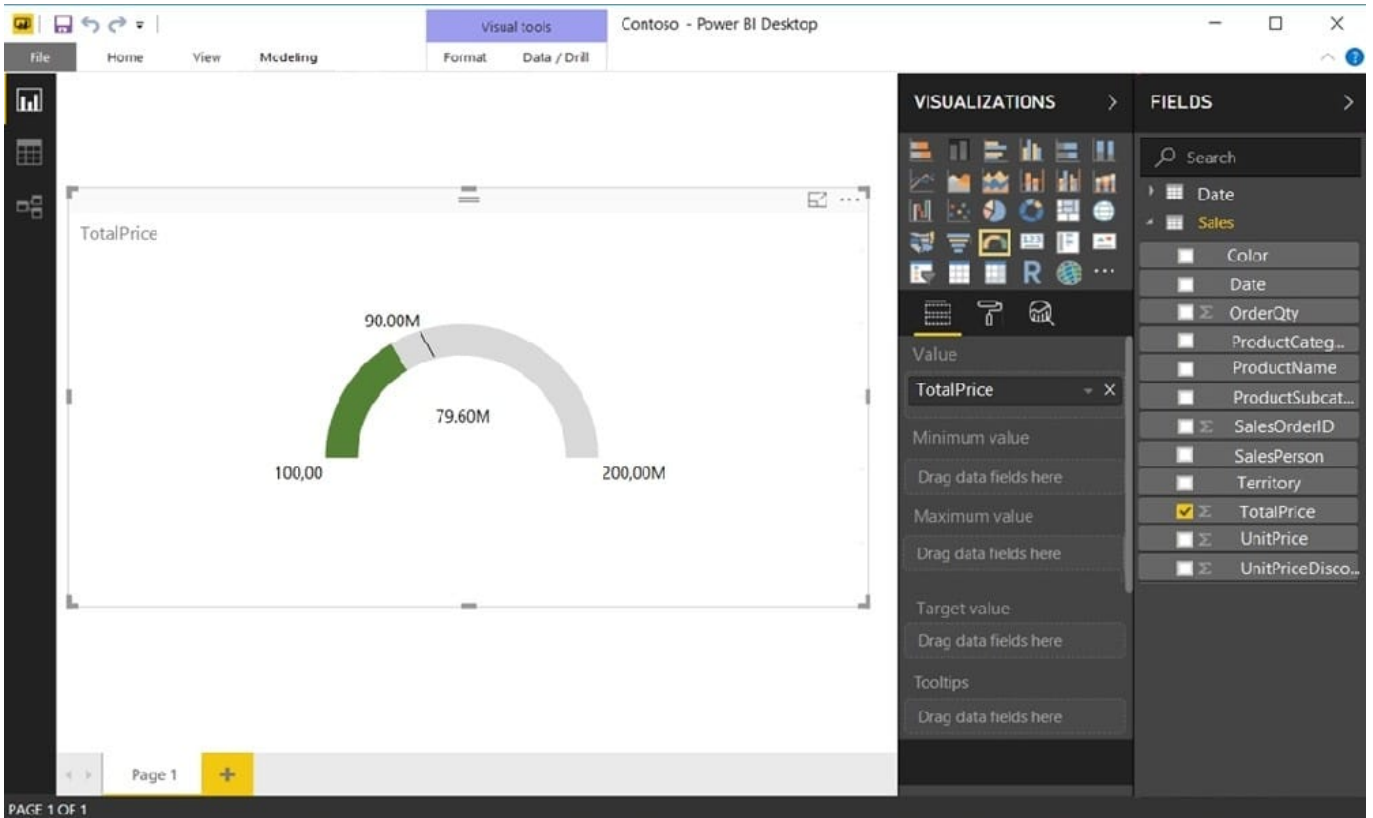 Visual tools
Contoso - Power BI Desktop
File
Home
View
Modeling
Format
Data / Drill
?
VISUALIZATIONS
FIELDS
Search
Date
Sales
Color
Date
OrderQty
ProductCateg...
ProductName
ProductSubcat...
SalesOrderID
SalesPerson
Territory
TotalPrice
UnitPrice
UnitPriceDisco...
123
R
Value
TotalPrice
Minimum value
Drag data fields here
Maximum value
Drag data fields here
Target value
Drag data fields here
Tooltips
Drag data fields here
TotalPrice
90.00M
79.60M
100,00
200,00M
Page 1
PAGE 1 OF 1